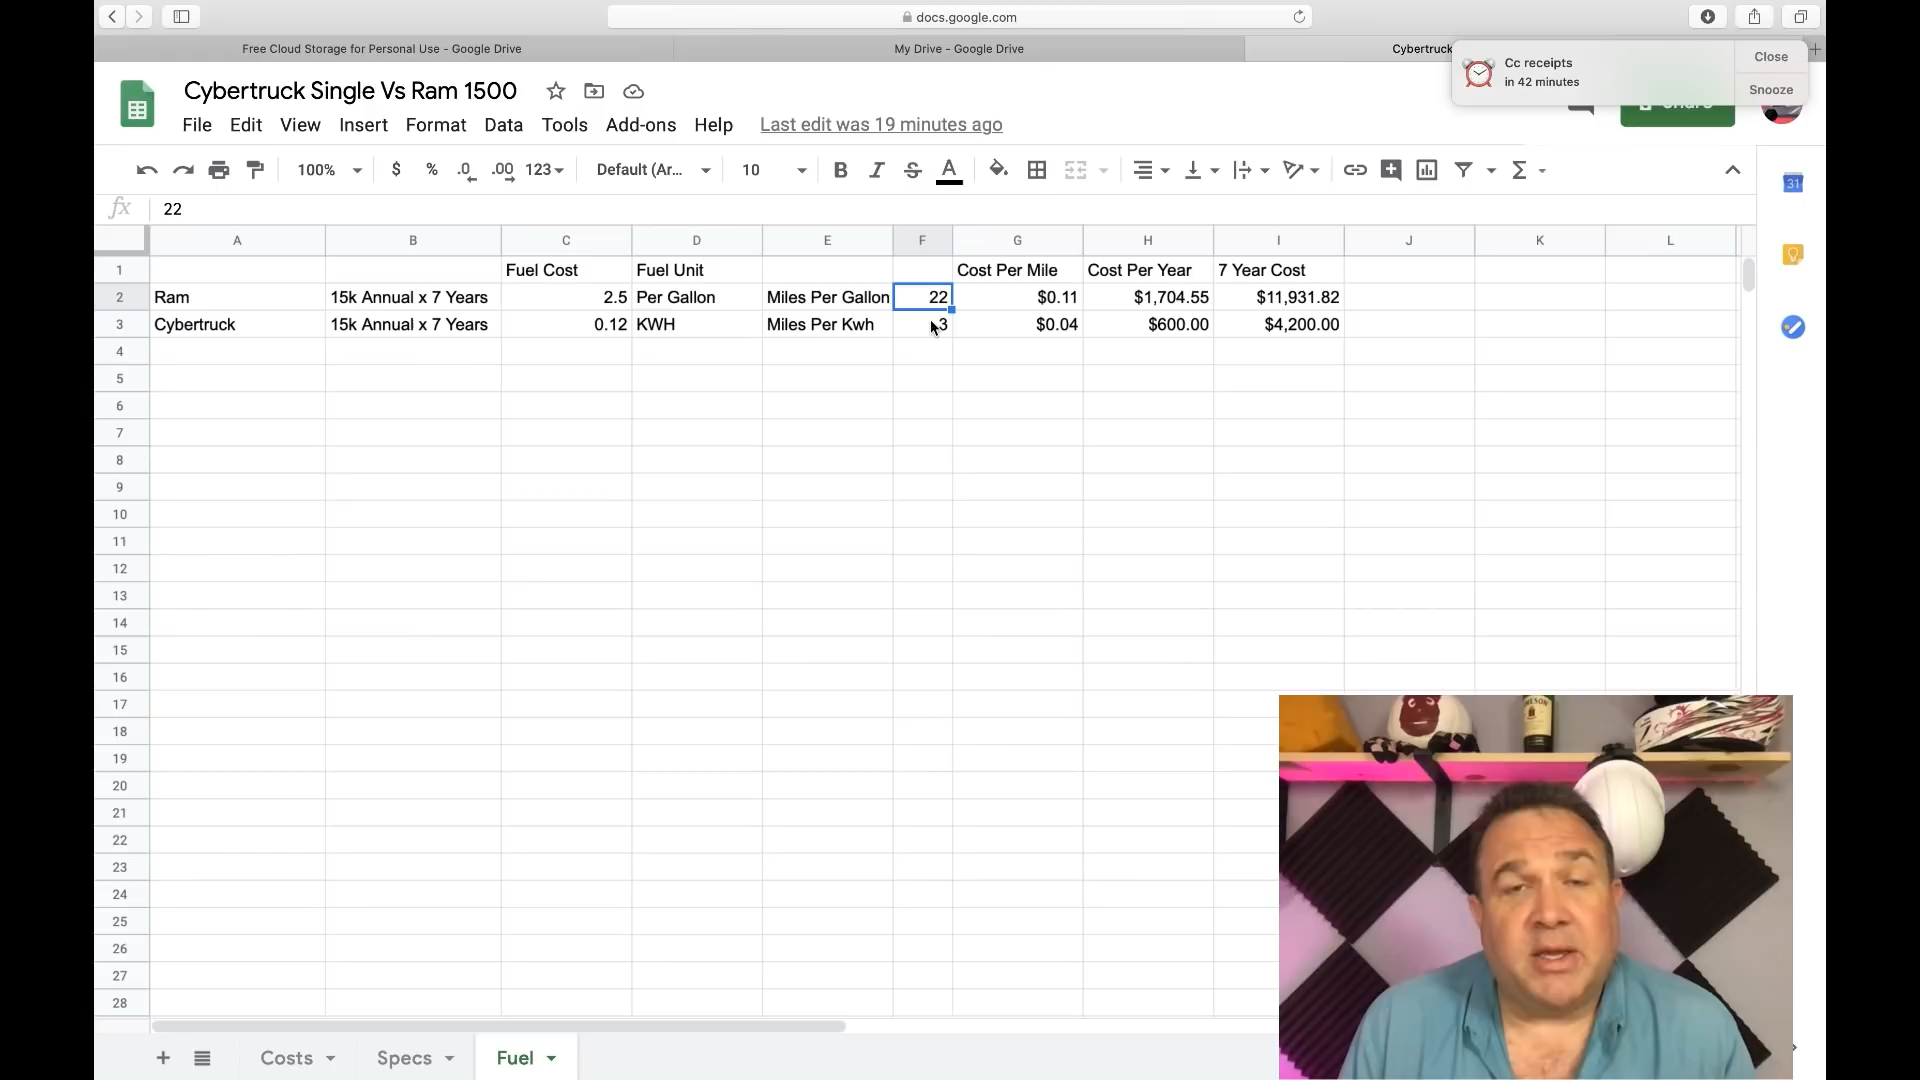 docs.google.com
Free Cloud Storage for Personal Use - Google Drive
My Drive - Google Drive
Cybertruck
Cc receipts
in 42 minutes
Close
Snooze
Cybertruck Single Vs Ram 1500
File Edit View Insert Format Data Tools Add-ons Help Last edit was 19 minutes ago
100% $ % .0 .00 123 Default (Ar... 10 B I S A Σ
31
fx 22
A B C D E F G H I J K L
1 Fuel Cost Fuel Unit Cost Per Mile Cost Per Year 7 Year Cost
2 Ram 15k Annual x 7 Years 2.5 Per Gallon Miles Per Gallon 22 $0.11 $1,704.55 $11,931.82
3 Cybertruck 15k Annual x 7 Years 0.12 KWH Miles Per Kwh 3 $0.04 $600.00 $4,200.00
4
5
6
7
8
9
10
11
12
13
14
15
16
17
18
19
20
21
22
23
24
25
26
27
28
Costs Specs Fuel